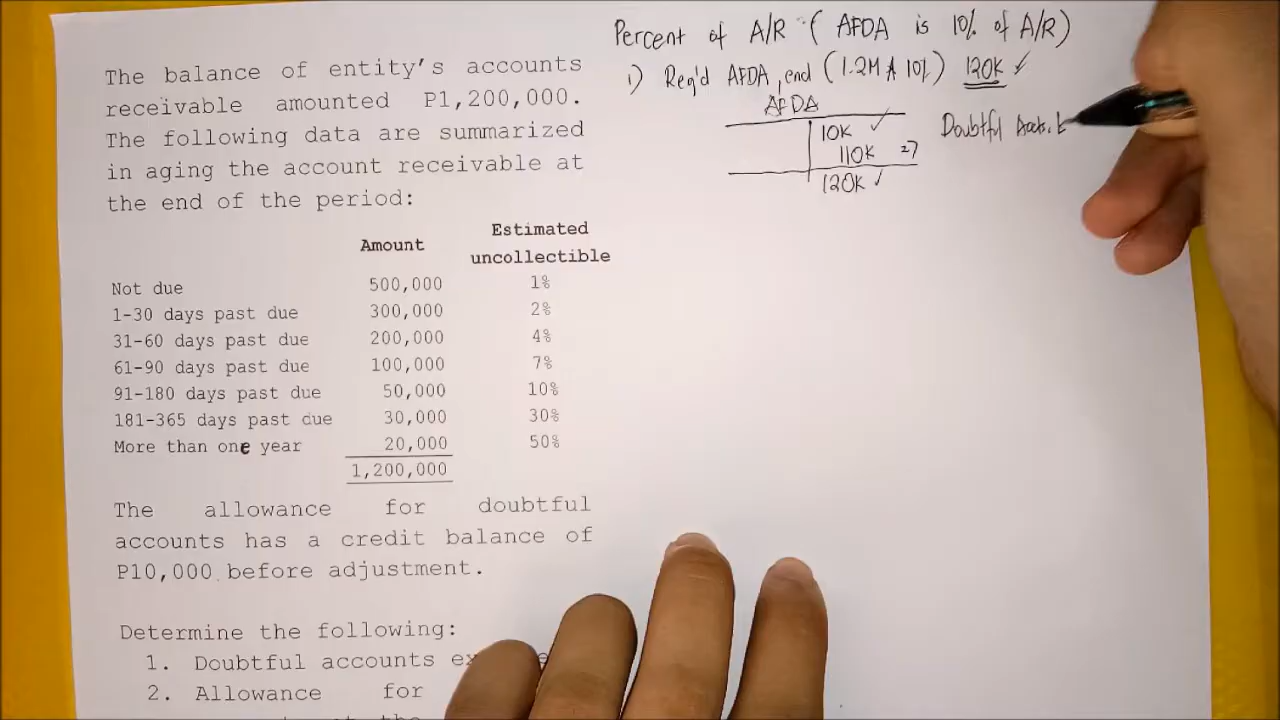 The balance of entity's accounts
receivable amounted P1,200,000.
The following data are summarized
in aging the account receivable at
the end of the period:
Amount Estimated uncollectible
Not due 500,000 1%
1-30 days past due 300,000 2%
31-60 days past due 200,000 4%
61-90 days past due 100,000 7%
91-180 days past due 50,000 10%
181-365 days past due 30,000 30%
More than one year 20,000 50%
1,200,000
The allowance for doubtful
accounts has a credit balance of
P10,000 before adjustment.
Determine the following:
1. Doubtful accounts
2. Allowance for
Percent of A/R (AFDA is 10% of A/R)
1) Req'd AFDA, end (1.2M x 10%) 120K ✓
AFDA
10K ✓
110K
120K ✓
Doubtful Accts.